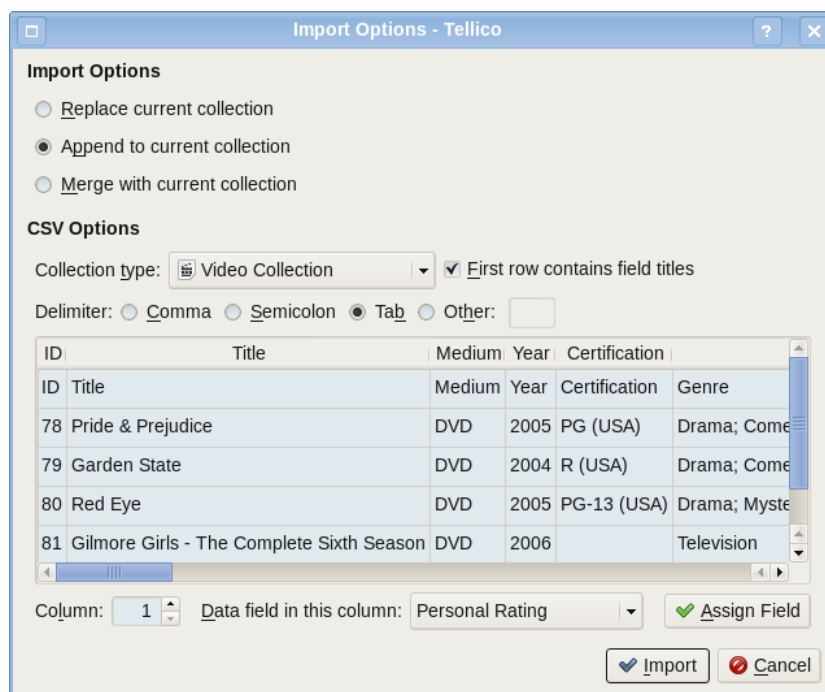 Import Options - Tellico ?
Import Options
Replace current collection
Append to current collection
Merge with current collection
CSV Options
Collection type: Video Collection First row contains field titles
Delimiter: Comma Semicolon Tab Other:
ID Title Medium Year Certification
ID Title Medium Year Certification Genre
78 Pride & Prejudice DVD 2005 PG (USA) Drama; Come
79 Garden State DVD 2004 R (USA) Drama; Come
80 Red Eye DVD 2005 PG-13 (USA) Drama; Myste
81 Gilmore Girls - The Complete Sixth Season DVD 2006 Television
Column: 1 Data field in this column: Personal Rating Assign Field
Import Cancel